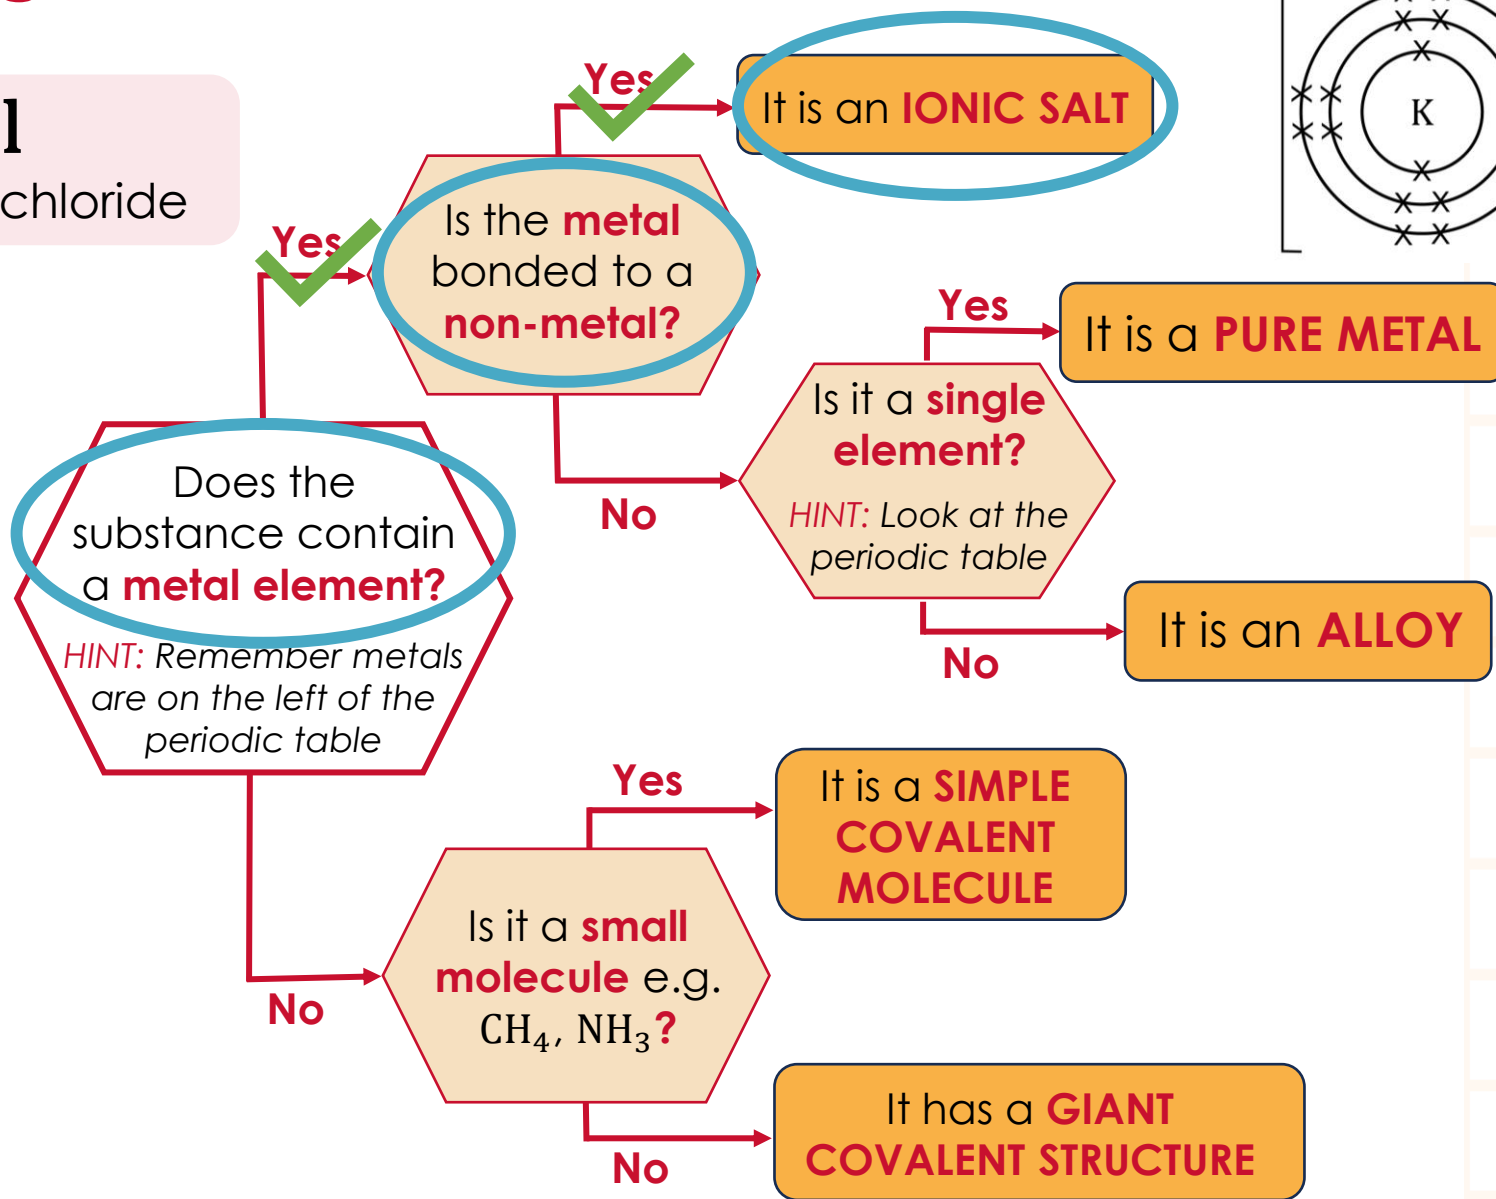 l
chloride
Yes
It is an IONIC SALT
K
Yes
Is the metal
bonded to a
non-metal?
Yes
It is a PURE METAL
Is it a single
element?
HINT: Look at the
periodic table
No
Does the
substance contain
a metal element?
HINT: Remember metals
are on the left of the
periodic table
It is an ALLOY
No
Yes
It is a SIMPLE
COVALENT
MOLECULE
Is it a small
molecule e.g.
CH₄, NH₃?
No
It has a GIANT
COVALENT STRUCTURE
No